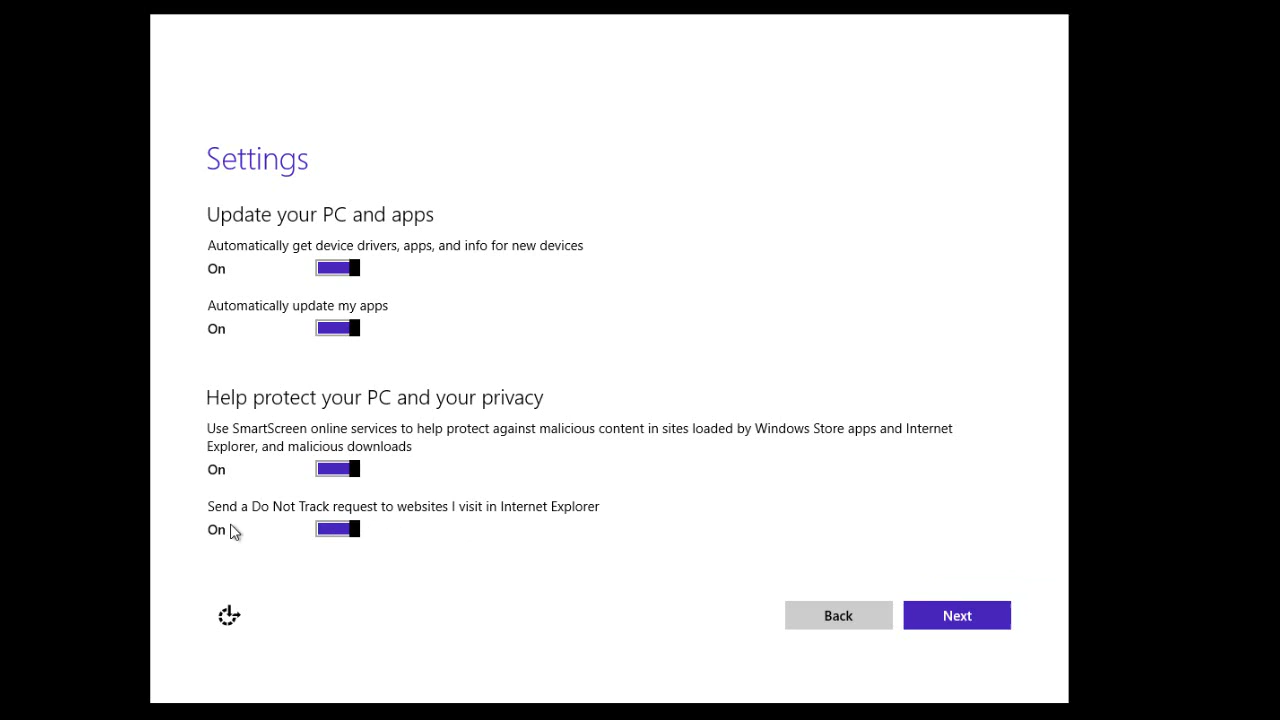 Settings
Update your PC and apps
Automatically get device drivers, apps, and info for new devices
On
Automatically update my apps
On
Help protect your PC and your privacy
Use SmartScreen online services to help protect against malicious content in sites loaded by Windows Store apps and Internet
Explorer, and malicious downloads
On
Send a Do Not Track request to websites I visit in Internet Explorer
On
Back
Next